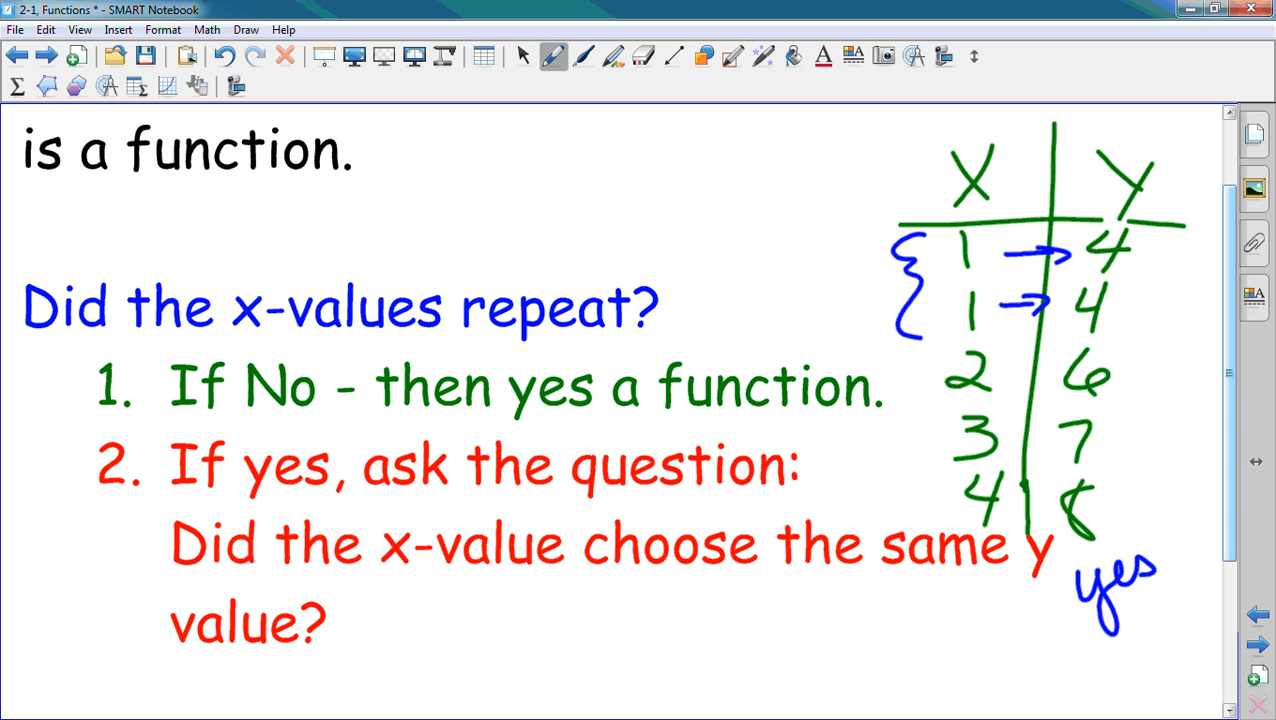 2-1, Functions * - SMART Notebook
File Edit View Insert Format Math Draw Help
is a function.
Did the x-values repeat?
1. If No - then yes a function.
2. If yes, ask the question:
Did the x-value choose the same y
value?
X Y
1 → 4
1 → 4
2 6
3 7
4 8
yes